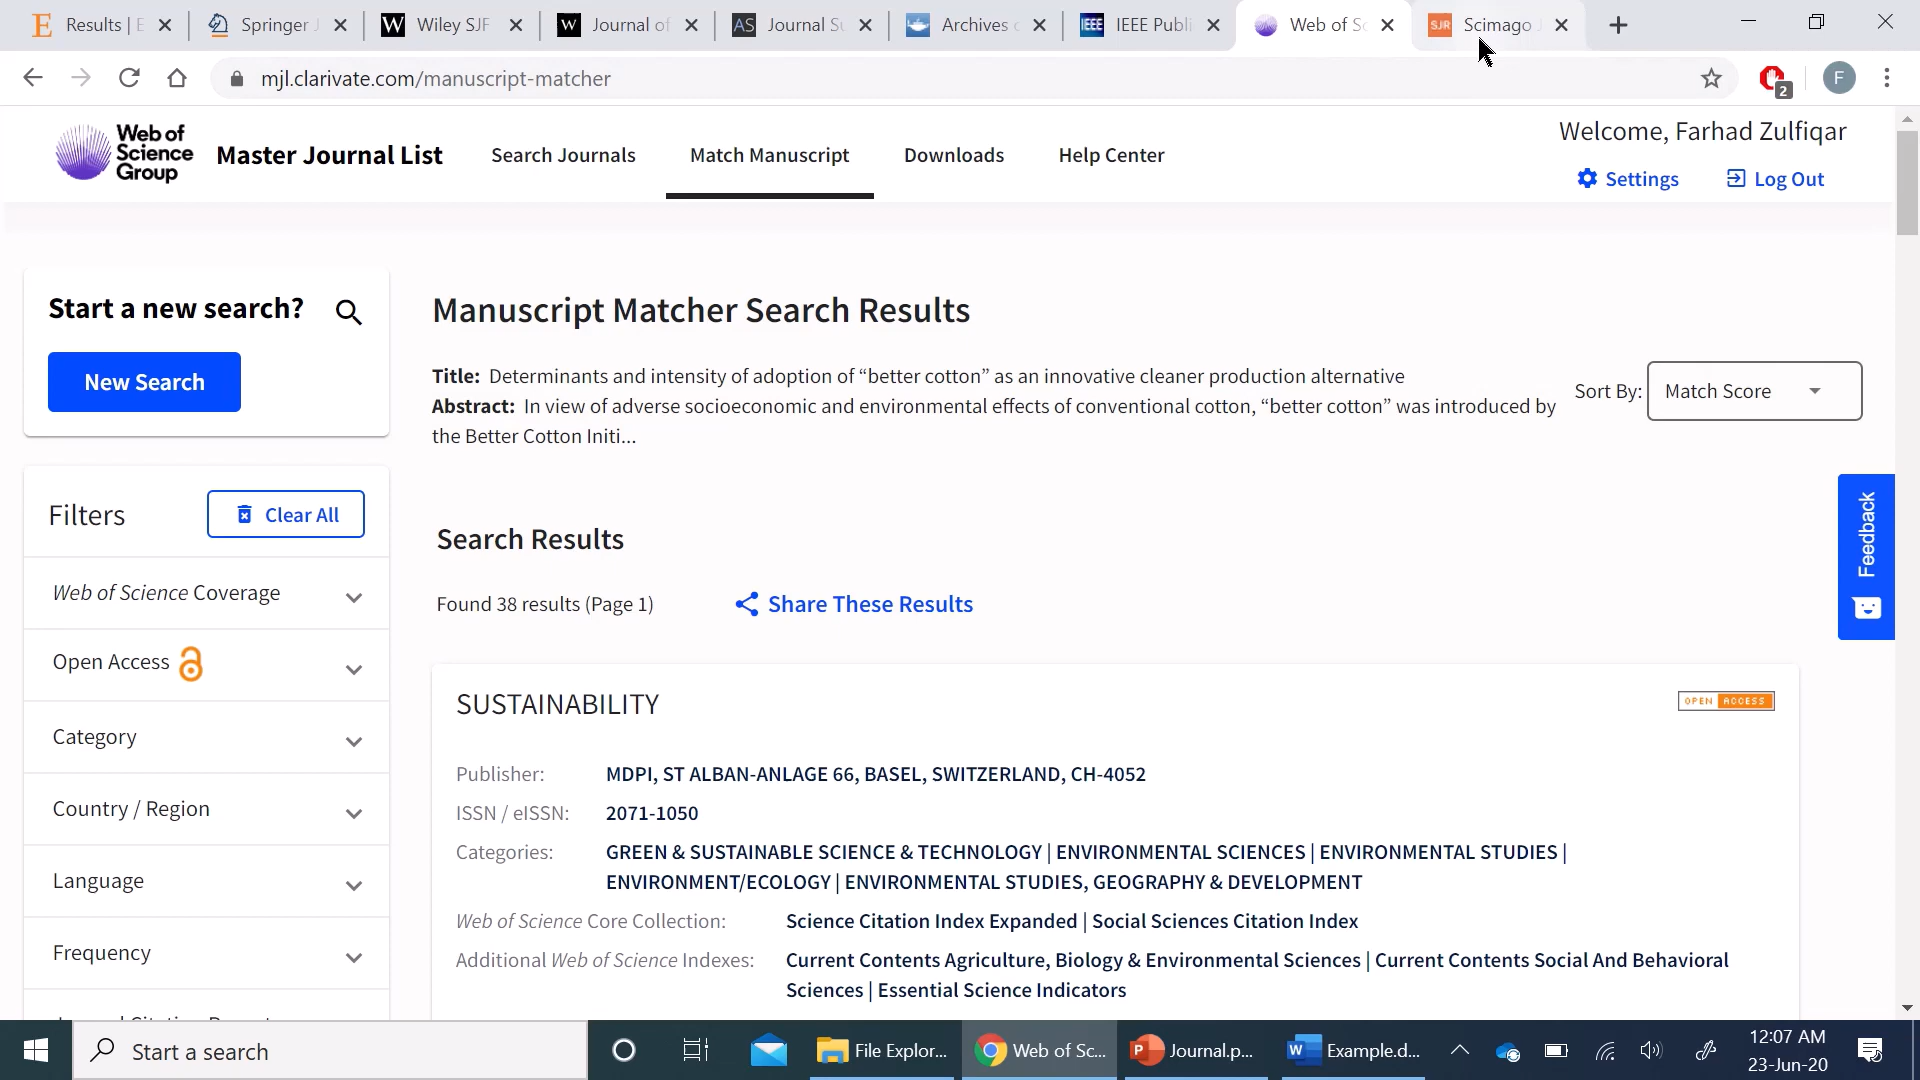 Results | E
Springer J
Wiley SJF
Journal of
AS Journal Su
Archives o
IEEE IEEE Publi
Web of Sc
SJR Scimago J
mjl.clarivate.com/manuscript-matcher
2
F
Web of
Science
Group
Master Journal List
Search Journals
Match Manuscript
Downloads
Help Center
Welcome, Farhad Zulfiqar
Settings
Log Out
Start a new search?
New Search
Filters
Clear All
Web of Science Coverage
Open Access
Category
Country / Region
Language
Frequency
Manuscript Matcher Search Results
Title: Determinants and intensity of adoption of “better cotton” as an innovative cleaner production alternative
Abstract: In view of adverse socioeconomic and environmental effects of conventional cotton, “better cotton” was introduced by
the Better Cotton Initi...
Sort By: Match Score
Search Results
Found 38 results (Page 1)
Share These Results
Feedback
SUSTAINABILITY
OPEN ACCESS
Publisher: MDPI, ST ALBAN-ANLAGE 66, BASEL, SWITZERLAND, CH-4052
ISSN / eISSN: 2071-1050
Categories: GREEN & SUSTAINABLE SCIENCE & TECHNOLOGY | ENVIRONMENTAL SCIENCES | ENVIRONMENTAL STUDIES |
ENVIRONMENT/ECOLOGY | ENVIRONMENTAL STUDIES, GEOGRAPHY & DEVELOPMENT
Web of Science Core Collection: Science Citation Index Expanded | Social Sciences Citation Index
Additional Web of Science Indexes: Current Contents Agriculture, Biology & Environmental Sciences | Current Contents Social And Behavioral
Sciences | Essential Science Indicators
Start a search
File Explor...
Web of Sc...
Journal.p...
Example.d...
12:07 AM
23-Jun-20